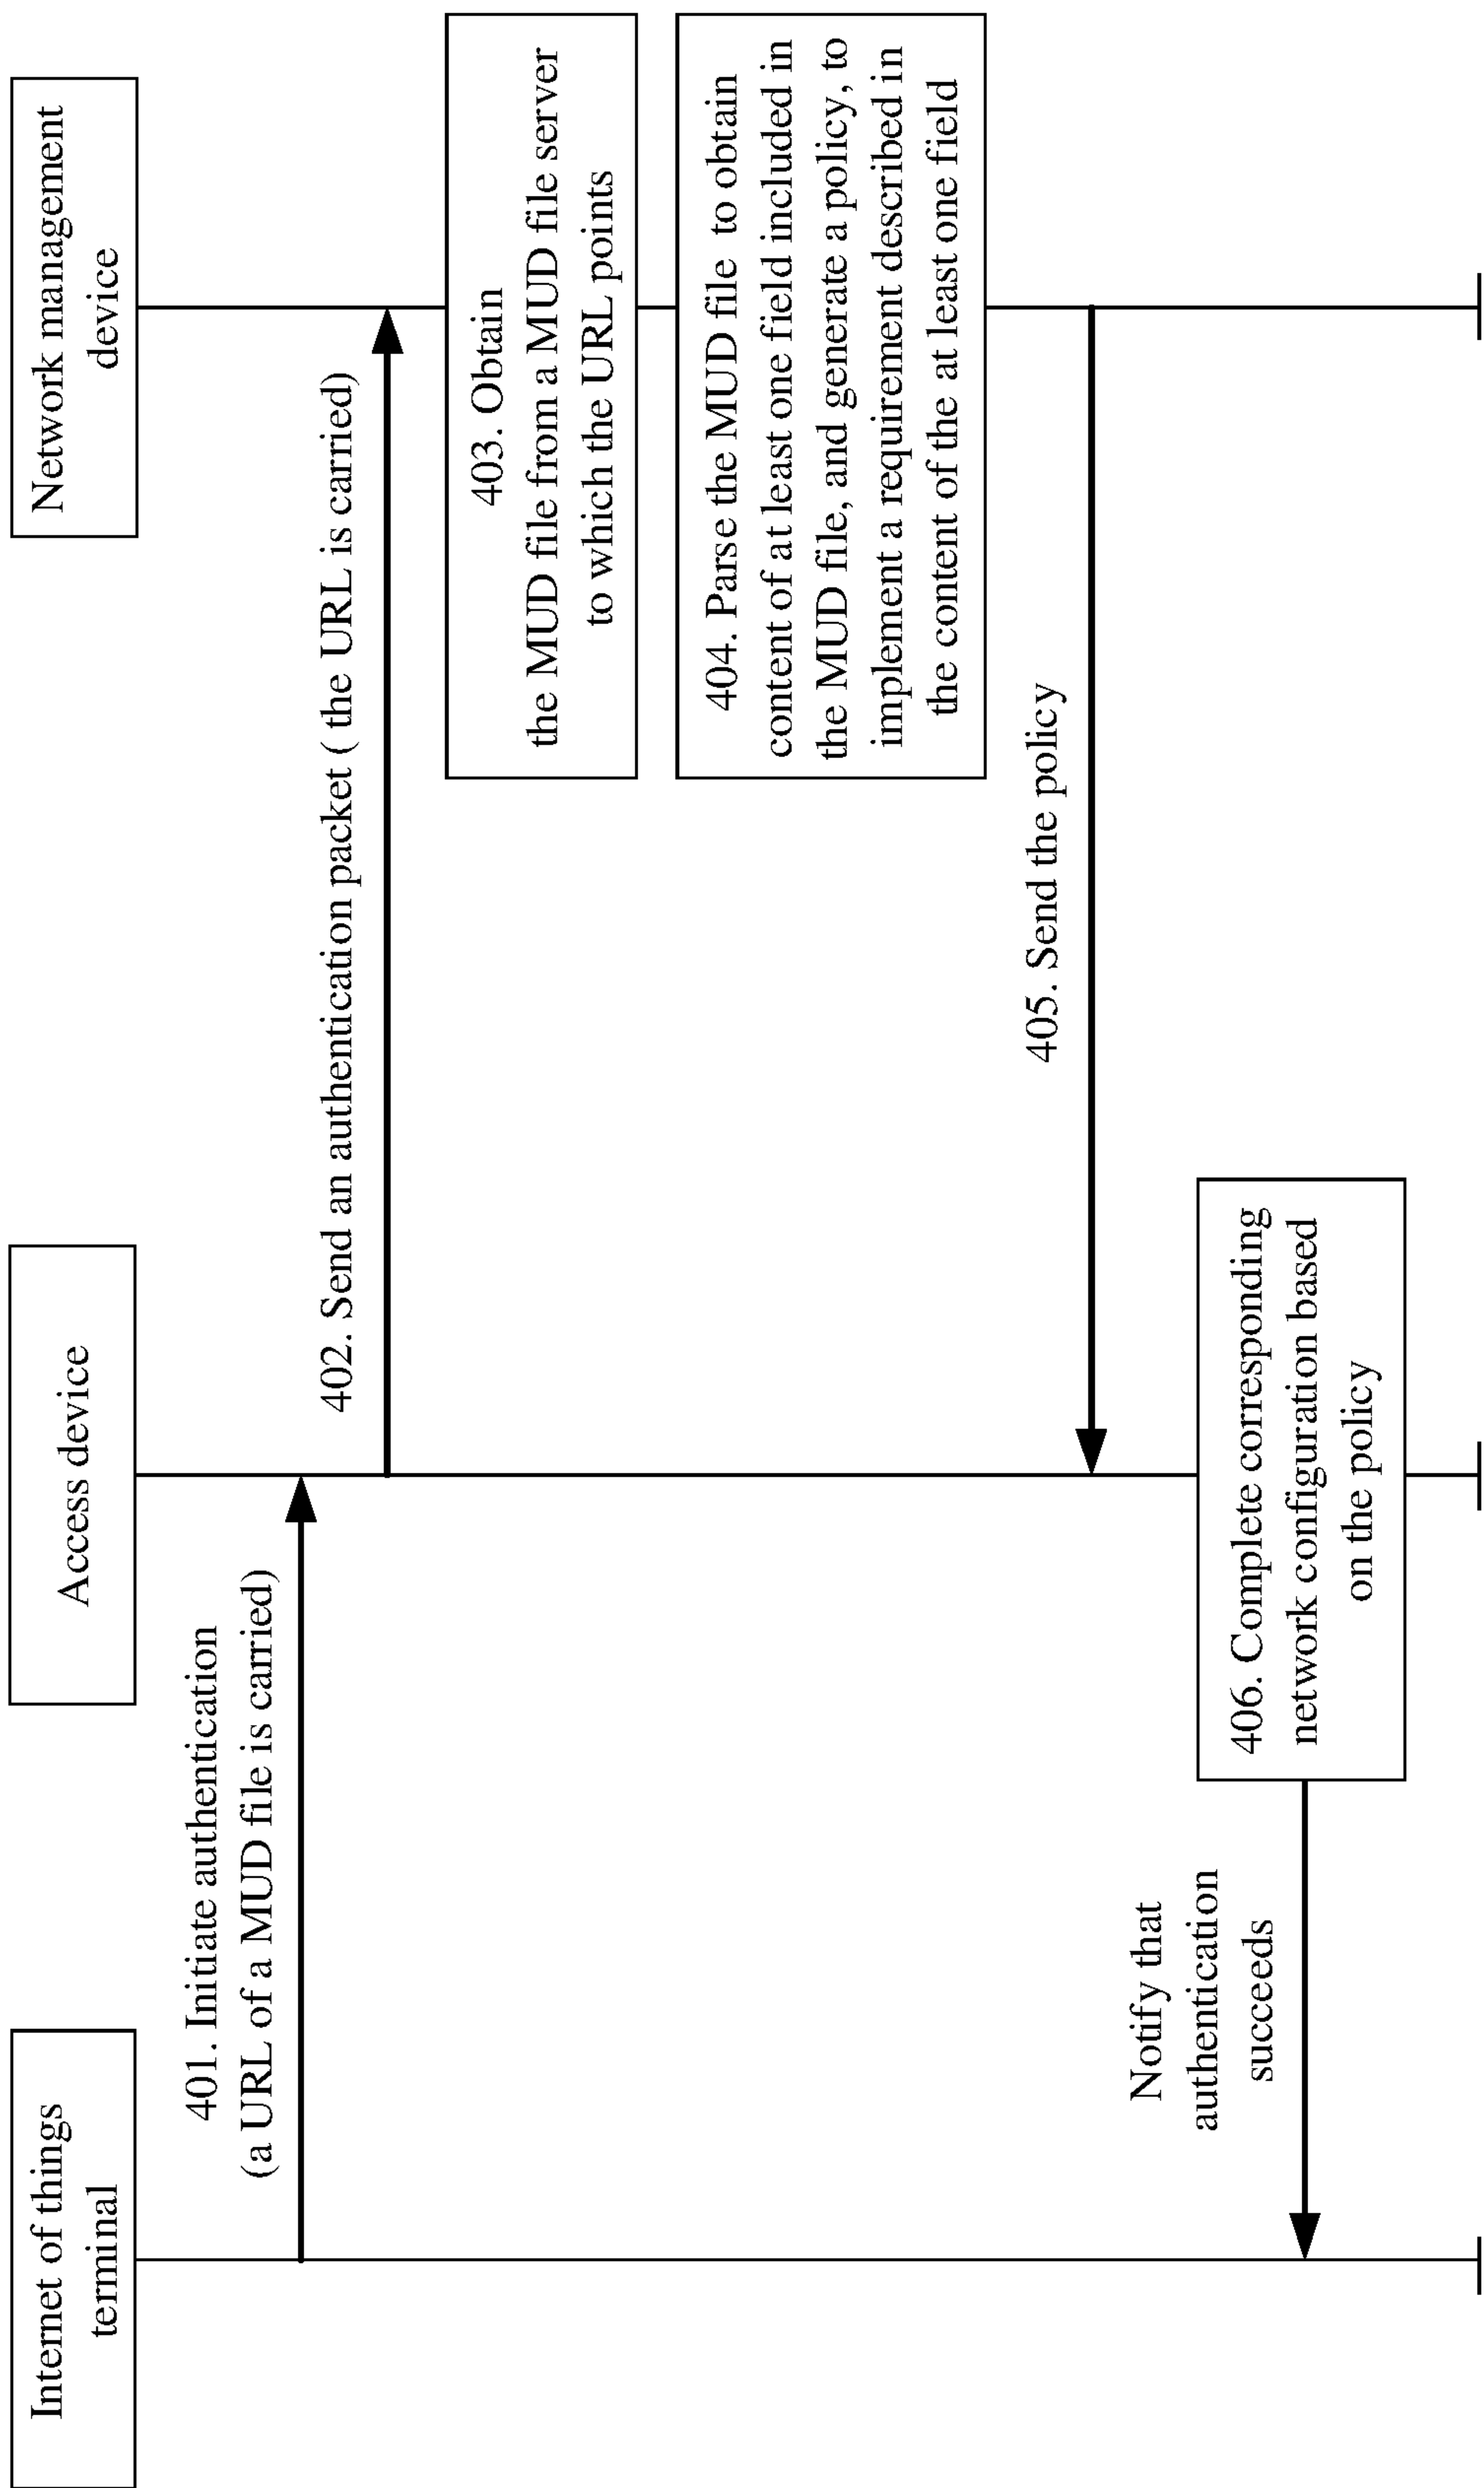 Internet of things
terminal
Access device
Network management
device
401. Initiate authentication
(a URL of a MUD file is carried)
402. Send an authentication packet ( the URL is carried)
403. Obtain
the MUD file from a MUD file server
to which the URL points
404. Parse the MUD file to obtain
content of at least one field included in
the MUD file, and generate a policy, to
implement a requirement described in
the content of the at least one field
405. Send the policy
406. Complete corresponding
network configuration based
on the policy
Notify that
authentication
succeeds